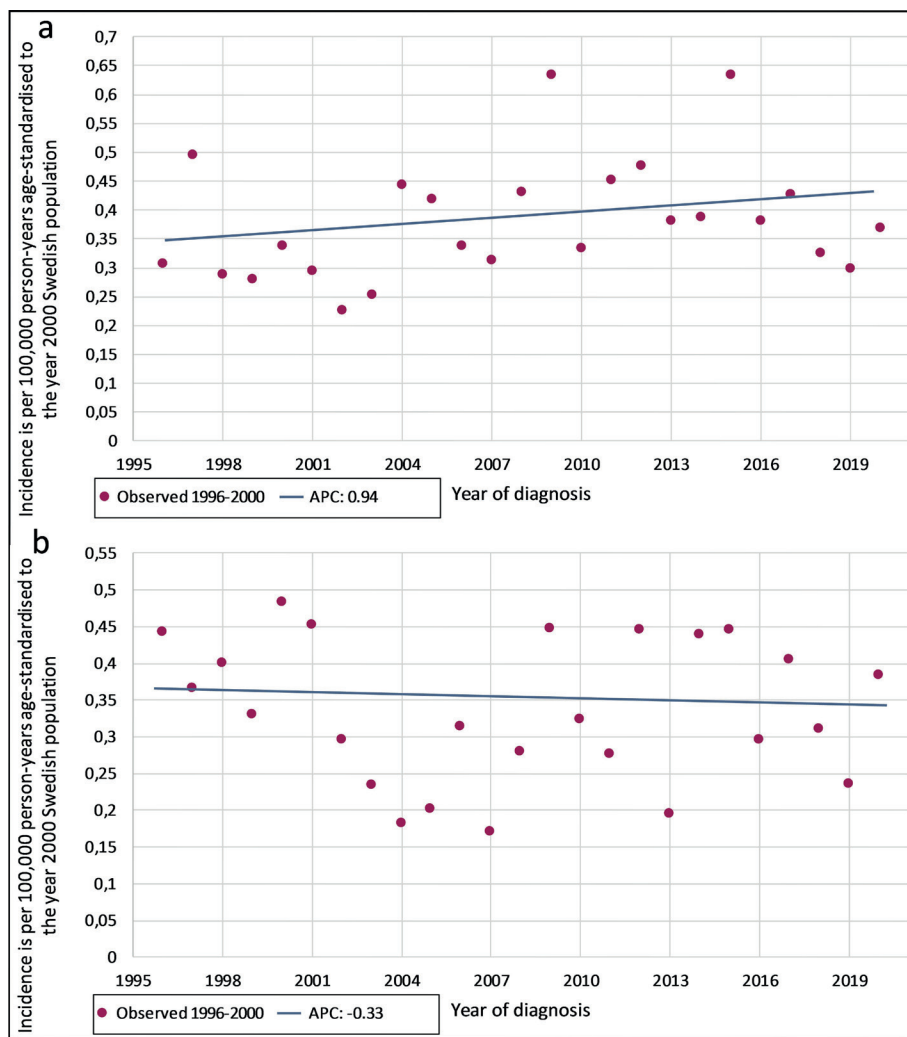 a
Incidence is per 100,000 person-years age-standardised to
the year 2000 Swedish population
0,7
0,65
0,6
0,55
0,5
0,45
0,4
0,35
0,3
0,25
0,2
0,15
0,1
0,05
0
1995 1998 2001 2004 2007 2010 2013 2016 2019
Observed 1996-2000 APC: 0.94
Year of diagnosis
b
Incidence is per 100,000 person-years age-standardised to
the year 2000 Swedish population
0,55
0,5
0,45
0,4
0,35
0,3
0,25
0,2
0,15
0,1
0,05
0
1995 1998 2001 2004 2007 2010 2013 2016 2019
Observed 1996-2000 APC: -0.33
Year of diagnosis